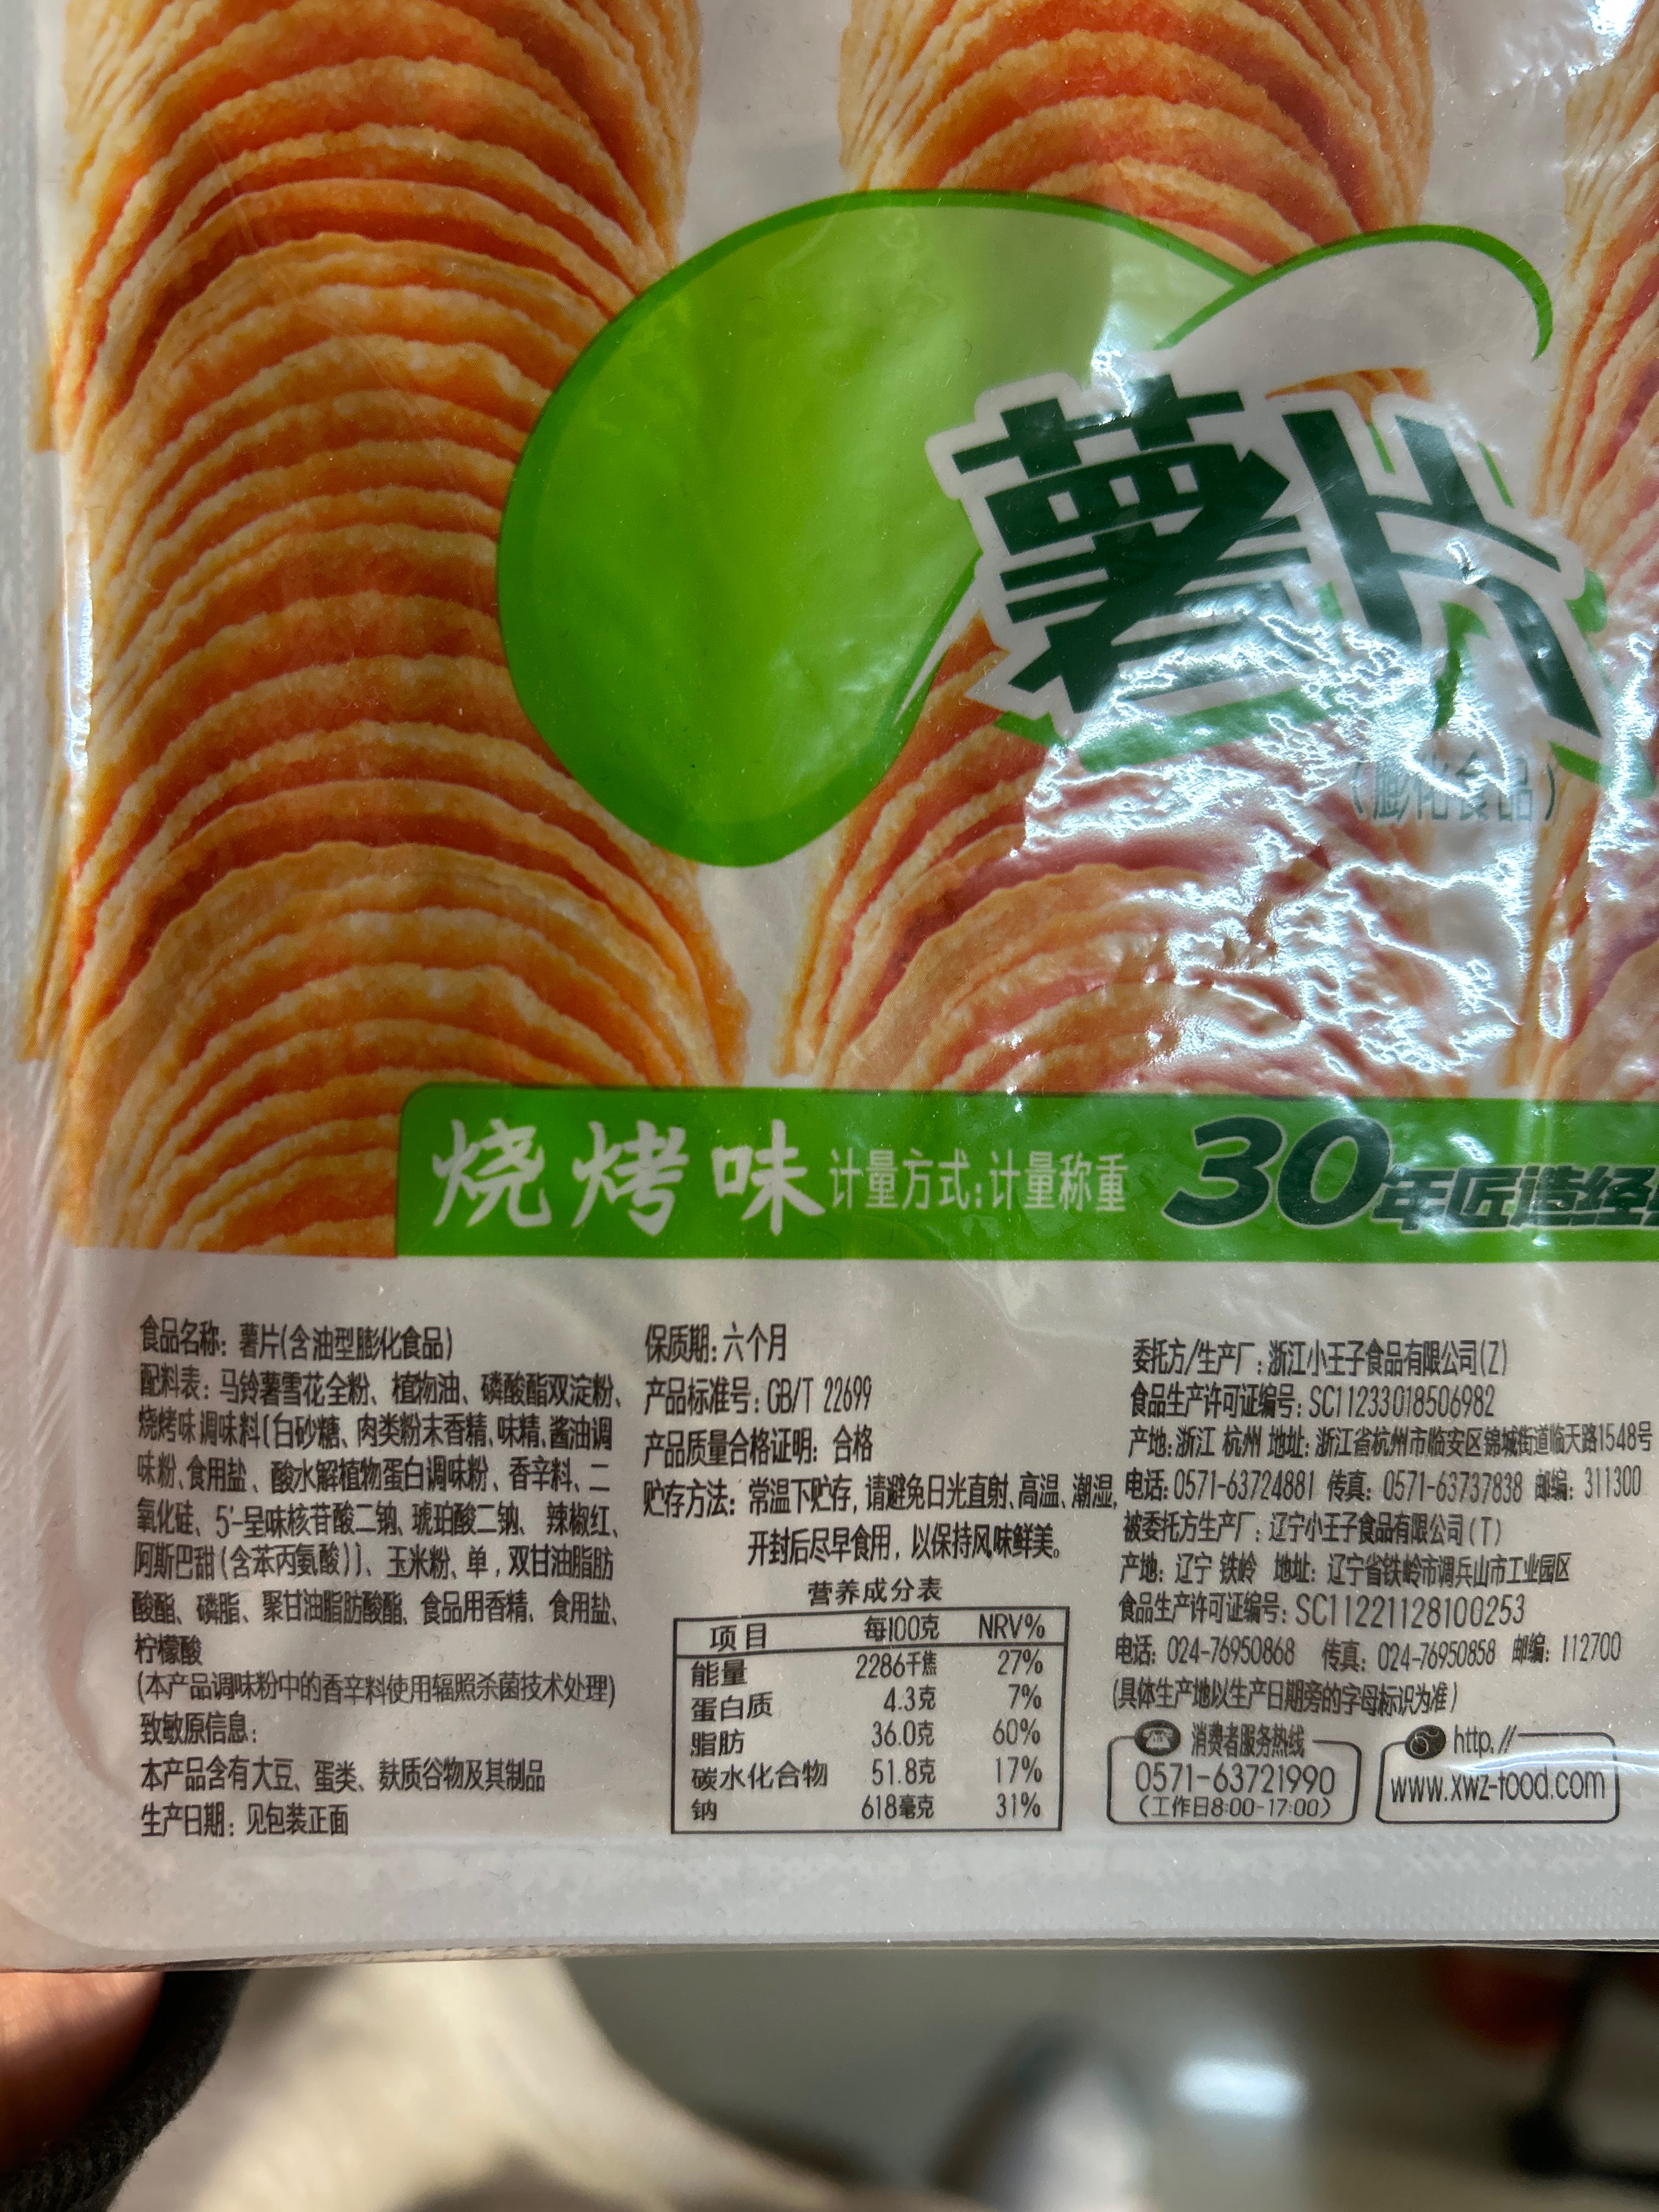 薯片
(膨化食品)
烧烤味 计量方式:计量称重 30年匠造经
食品名称: 薯片(含油型膨化食品)
配料表: 马铃薯雪花全粉、植物油、磷酸酯双淀粉、
烧烤味调味料[白砂糖、肉类粉末香精、味精、酱油调
味粉、食用盐、酸水解植物蛋白调味粉、香辛料、二
氧化硅、5'-呈味核苷酸二钠、琥珀酸二钠、辣椒红、
阿斯巴甜(含苯丙氨酸)]、玉米粉、单,双甘油脂肪
酸酯、磷脂、聚甘油脂肪酸酯、食品用香精、食用盐、
柠檬酸
(本产品调味粉中的香辛料使用辐照杀菌技术处理)
致敏原信息:
本产品含有大豆、蛋类、麸质谷物及其制品
生产日期: 见包装正面
保质期: 六个月
产品标准号: GB/T 22699
产品质量合格证明: 合格
贮存方法: 常温下贮存,请避免日光直射、高温、潮湿,
开封后尽早食用,以保持风味鲜美。
营养成分表
项目 每100克 NRV%
能量 2286千焦 27%
蛋白质 4.3克 7%
脂肪 36.0克 60%
碳水化合物 51.8克 17%
钠 618毫克 31%
委托方/生产厂: 浙江小王子食品有限公司(Z)
食品生产许可证编号: SC11233018506982
产地: 浙江 杭州 地址: 浙江省杭州市临安区锦城街道临天路1548号
电话: 0571-63724881 传真: 0571-63737838 邮编: 311300
被委托方生产厂: 辽宁小王子食品有限公司(T)
产地: 辽宁 铁岭 地址: 辽宁省铁岭市调兵山市工业园区
食品生产许可证编号: SC11221128100253
电话: 024-76950868 传真: 024-76950858 邮编: 112700
(具体生产地以生产日期旁的字母标识为准)
消费者服务热线
0571-63721990
(工作日8:00-17:00)
http://
www.xwz-food.com